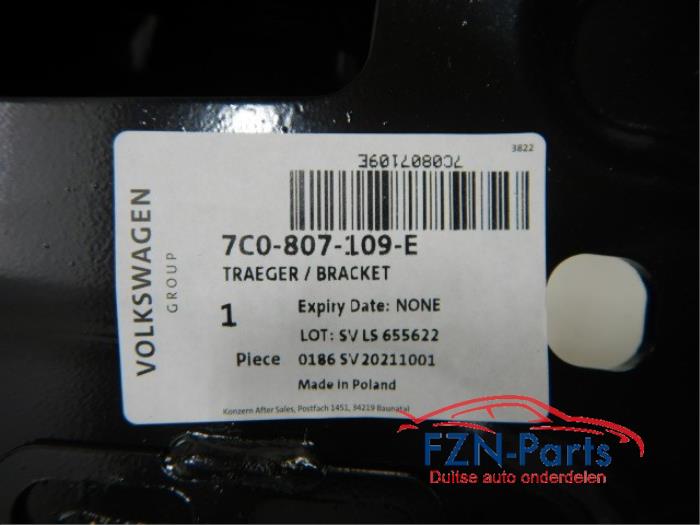 3822
7C0807109E
VOLKSWAGEN
GROUP
7C0-807-109-E
TRAEGER / BRACKET
1 Expiry Date: NONE
LOT: SV LS 655622
Piece 0186 SV 20211001
Made in Poland
Konzern After Sales, Postfach 1451, 34219 Baunatal
FZN-Parts
Duitse auto onderdelen